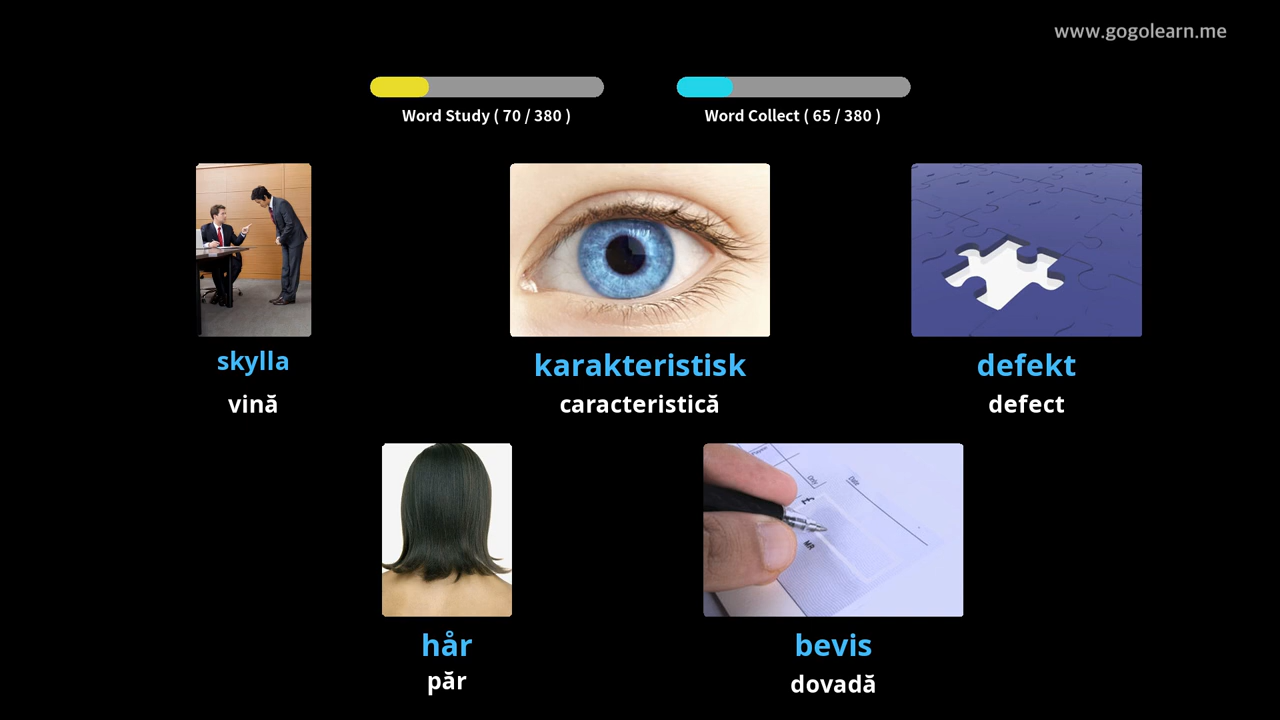 www.gogolearn.me
Word Study ( 70 / 380 )
Word Collect ( 65 / 380 )
skylla
karakteristisk
defekt
vină
caracteristică
defect
hår
bevis
păr
dovadă